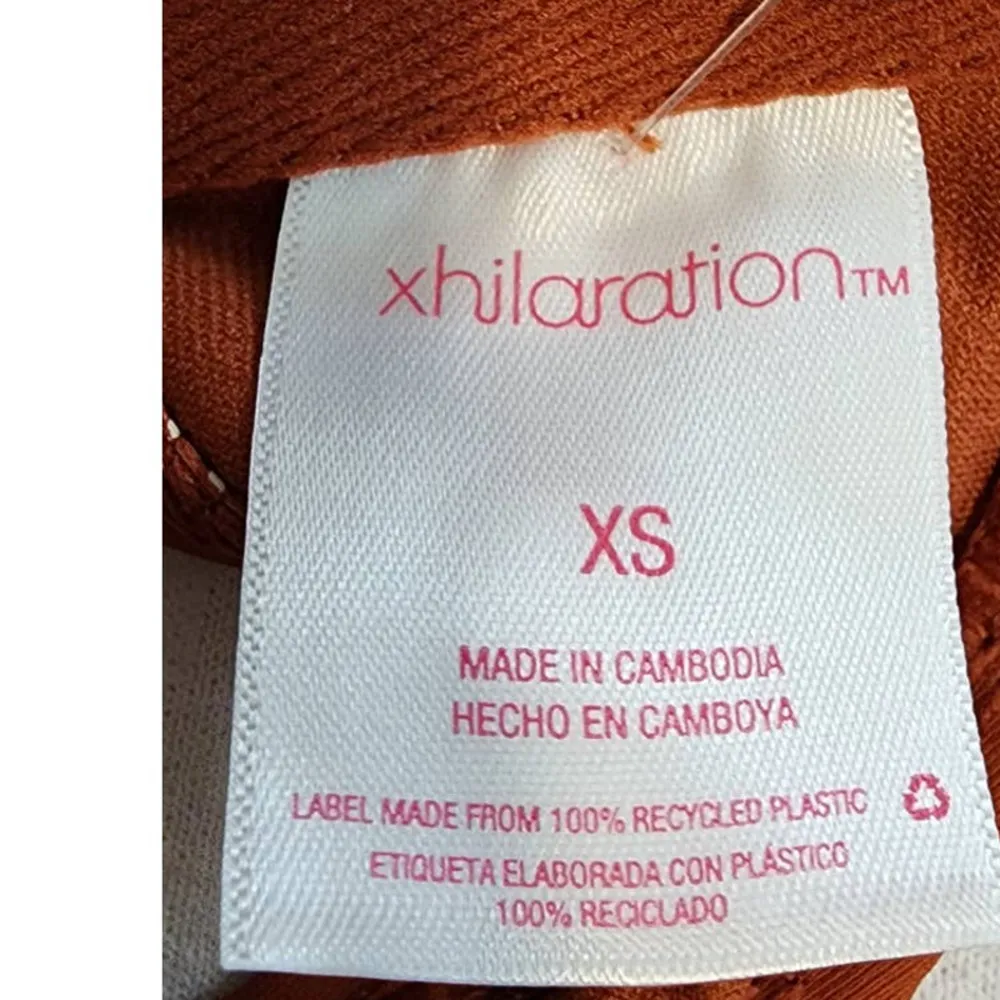 xhilaration™
XS
MADE IN CAMBODIA
HECHO EN CAMBOYA
LABEL MADE FROM 100% RECYCLED PLASTIC
ETIQUETA ELABORADA CON PLÁSTICO
100% RECICLADO